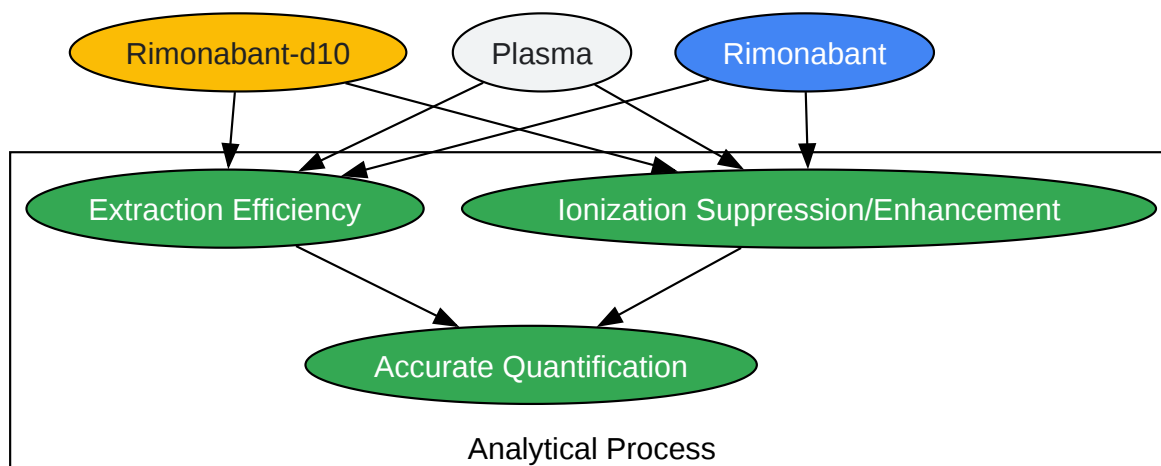 Rimonabant-d10
Plasma
Rimonabant
Extraction Efficiency
Ionization Suppression/Enhancement
Accurate Quantification
Analytical Process